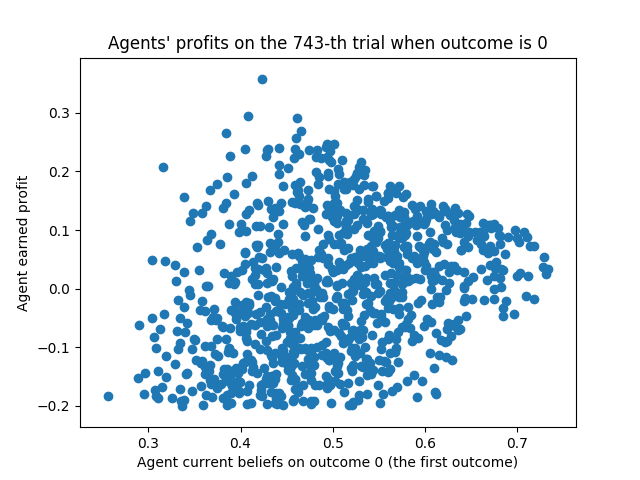 Agents' profits on the 743-th trial when outcome is 0
Agent earned profit
0.3
0.2
0.1
0.0
−0.1
−0.2
0.3 0.4 0.5 0.6 0.7
Agent current beliefs on outcome 0 (the first outcome)